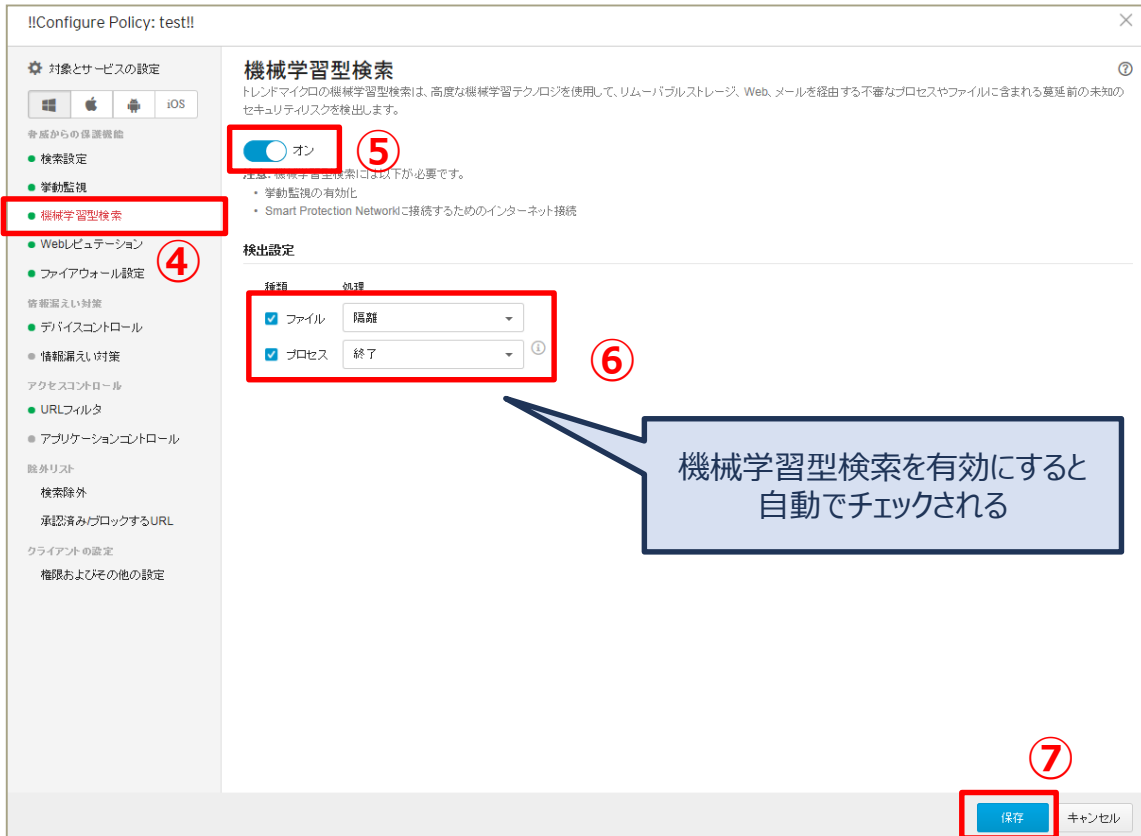 !!Configure Policy: test!!
対象とサービスの設定
iOS
脅威からの保護機能
検索設定
挙動監視
機械学習型検索
④
Webレピュテーション
ファイアウォール設定
情報漏えい対策
デバイスコントロール
情報漏えい対策
アクセスコントロール
URLフィルタ
アプリケーションコントロール
除外リスト
検索除外
承認済み/ブロックするURL
クライアントの設定
権限およびその他の設定
機械学習型検索
トレンドマイクロの機械学習型検索は、高度な機械学習テクノロジを使用して、リムーバブルストレージ、Web、メールを経由する不審なプロセスやファイルに含まれる蔓延前の未知の
セキュリティリスクを検出します。
オン
⑤
注意: 機械学習型検索には以下が必要です。
• 挙動監視の有効化
• Smart Protection Networkに接続するためのインターネット接続
検出設定
種類 処理
ファイル 隔離
プロセス 終了
⑥
機械学習型検索を有効にすると
自動でチェックされる
⑦
保存 キャンセル